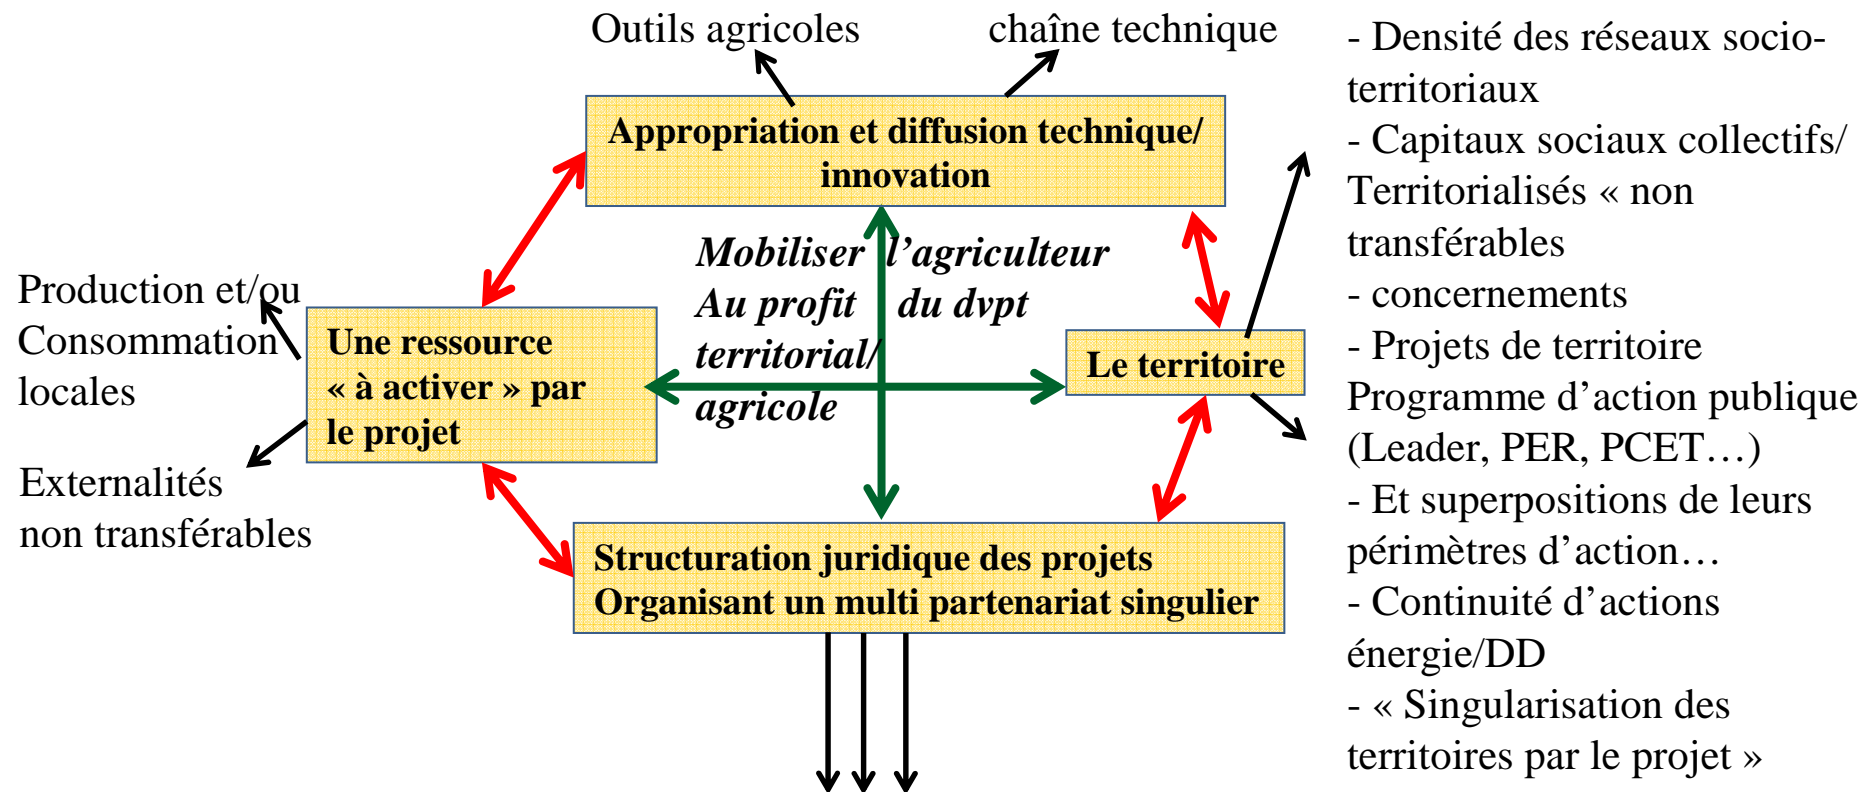 Outils agricoles
chaîne technique
Appropriation et diffusion technique/
innovation
Mobiliser l’agriculteur
Au profit du dvpt
territorial/
agricole
Production et/ou
Consommation
locales
Une ressource
« à activer » par
le projet
Externalités
non transférables
Le territoire
Structuration juridique des projets
Organisant un multi partenariat singulier
- Densité des réseaux socio-
territoriaux
- Capitaux sociaux collectifs/
Territorialisés « non
transférables
- concernements
- Projets de territoire
Programme d’action publique
(Leader, PER, PCET…)
- Et superpositions de leurs
périmètres d’action…
- Continuité d’actions
énergie/DD
- « Singularisation des
territoires par le projet »